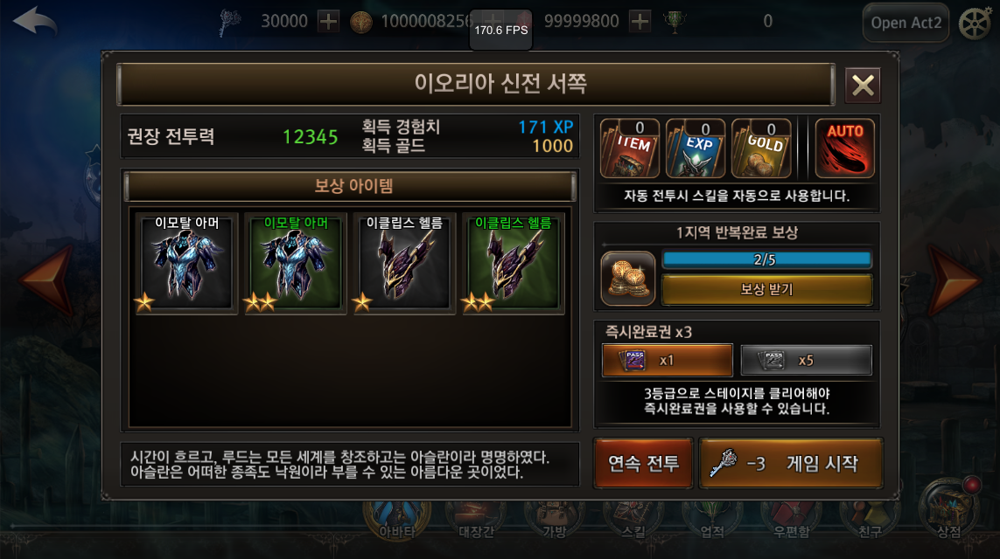 30000
1000008256
99999800
0
Open Act2
170.6 FPS
이오리아 신전 서쪽
권장 전투력 12345
획득 경험치 171 XP
획득 골드 1000
보상 아이템
이모탈 아머
이모탈 아머
이클립스 헬름
이클립스 헬름
시간이 흐르고, 루드는 모든 세계를 창조하고는 아슬란이라 명명하였다.
아슬란은 어떠한 종족도 낙원이라 부를 수 있는 아름다운 곳이었다.
0
ITEM
0
EXP
0
GOLD
AUTO
자동 전투시 스킬을 자동으로 사용합니다.
1지역 반복완료 보상
2/5
보상 받기
즉시완료권 x3
PASS x1
PASS x5
3등급으로 스테이지를 클리어해야
즉시완료권을 사용할 수 있습니다.
연속 전투
-3 게임 시작
아바타
대장간
가방
스킬
업적
우편함
친구
상점